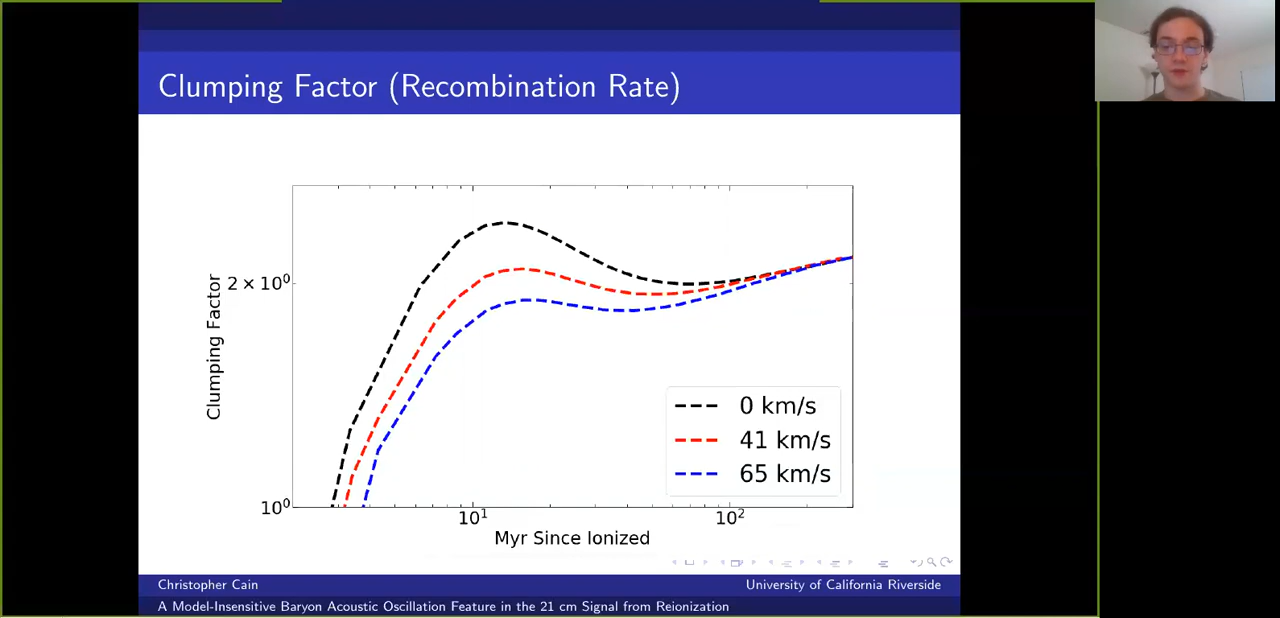 Clumping Factor (Recombination Rate)
Clumping Factor
2 × 10⁰
10⁰
10¹
10²
Myr Since Ionized
0 km/s
41 km/s
65 km/s
Christopher Cain
University of California Riverside
A Model-Insensitive Baryon Acoustic Oscillation Feature in the 21 cm Signal from Reionization